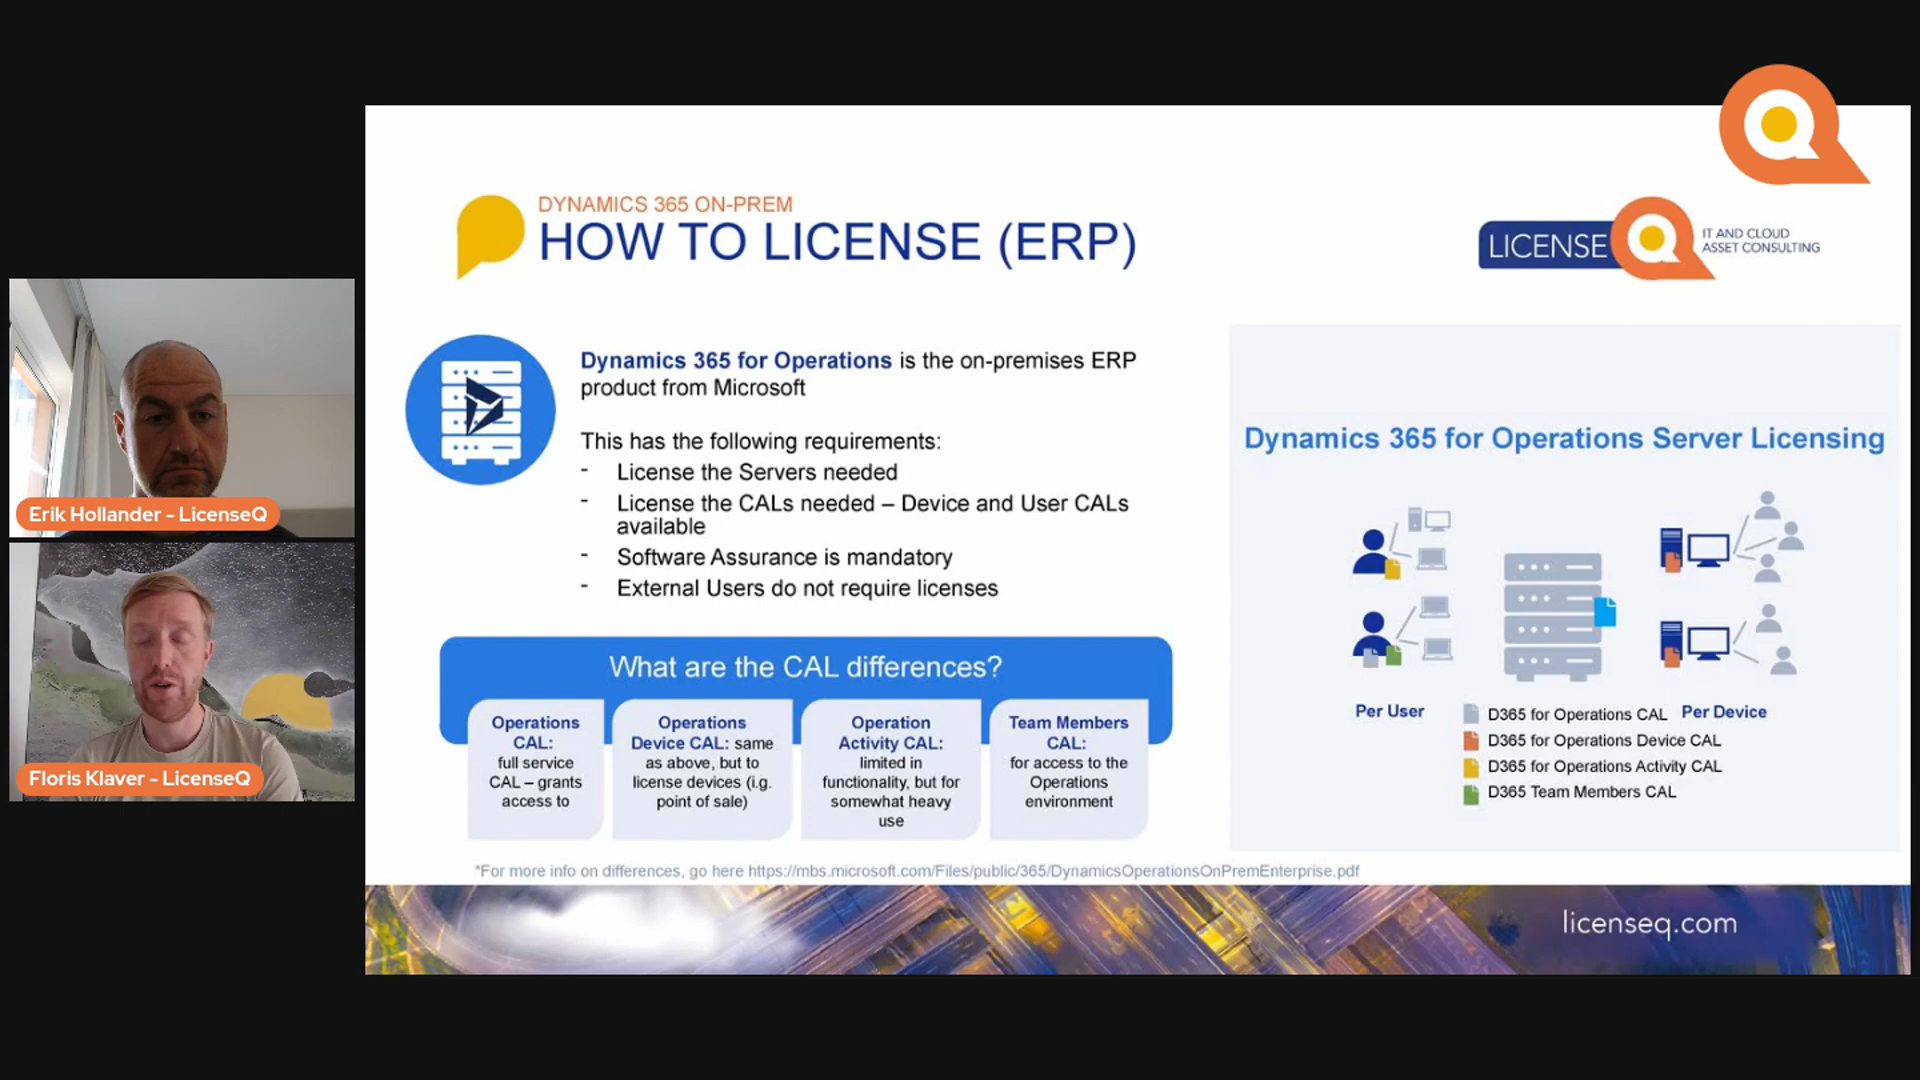 DYNAMICS 365 ON-PREM
HOW TO LICENSE (ERP)
LICENSE
IT AND CLOUD
ASSET CONSULTING
Dynamics 365 for Operations is the on-premises ERP
product from Microsoft
This has the following requirements:
- License the Servers needed
- License the CALs needed – Device and User CALs
available
- Software Assurance is mandatory
- External Users do not require licenses
What are the CAL differences?
Operations
CAL:
full service
CAL – grants
access to
Operations
Device CAL: same
as above, but to
license devices (i.g.
point of sale)
Operation
Activity CAL:
limited in
functionality, but for
somewhat heavy
use
Team Members
CAL:
for access to the
Operations
environment
Dynamics 365 for Operations Server Licensing
Per User
D365 for Operations CAL
Per Device
D365 for Operations Device CAL
D365 for Operations Activity CAL
D365 Team Members CAL
*For more info on differences, go here https://mbs.microsoft.com/Files/public/365/DynamicsOperationsOnPremEnterprise.pdf
licenseq.com
Erik Hollander - LicenseQ
Floris Klaver - LicenseQ